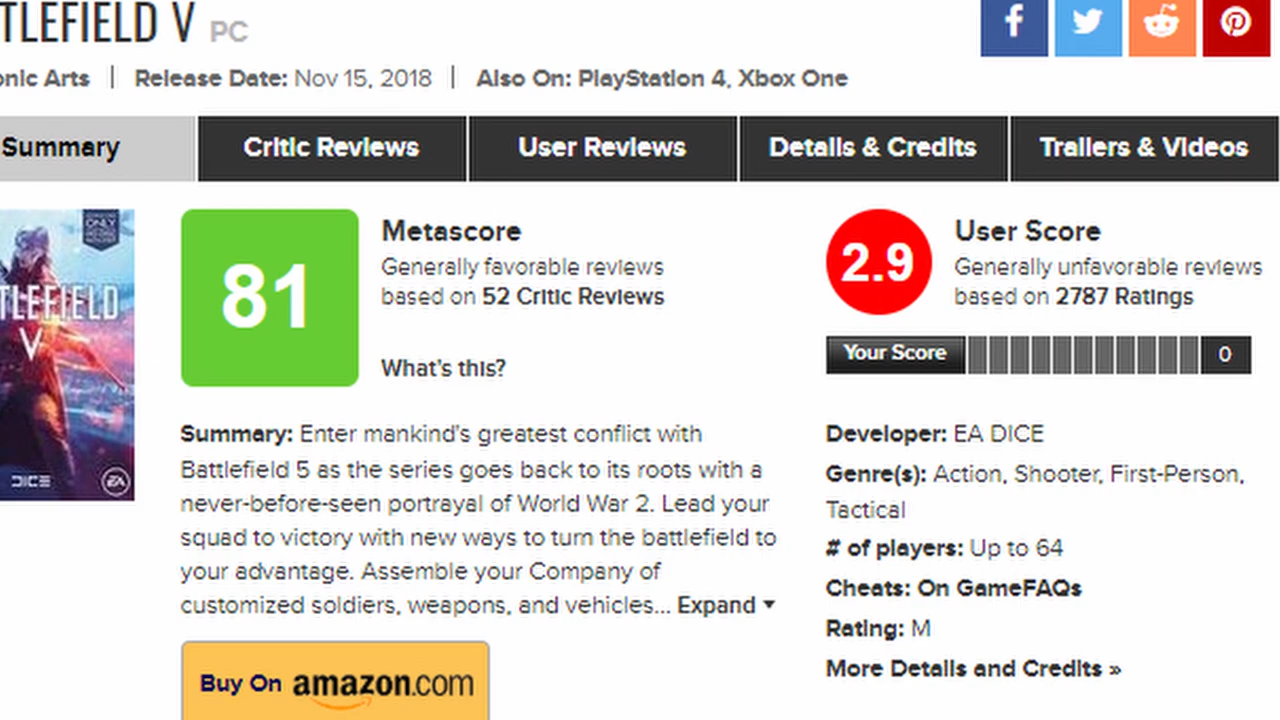 TLEFIELD V PC
onic Arts | Release Date: Nov 15, 2018 | Also On: PlayStation 4, Xbox One
Summary Critic Reviews User Reviews Details & Credits Trailers & Videos
81
Metascore
Generally favorable reviews
based on 52 Critic Reviews
What's this?
2.9
User Score
Generally unfavorable reviews
based on 2787 Ratings
Your Score 0
TLEFIELD
V
DICE EA
Summary: Enter mankind's greatest conflict with
Battlefield 5 as the series goes back to its roots with a
never-before-seen portrayal of World War 2. Lead your
squad to victory with new ways to turn the battlefield to
your advantage. Assemble your Company of
customized soldiers, weapons, and vehicles... Expand
Buy On amazon.com
Developer: EA DICE
Genre(s): Action, Shooter, First-Person,
Tactical
# of players: Up to 64
Cheats: On GameFAQs
Rating: M
More Details and Credits »